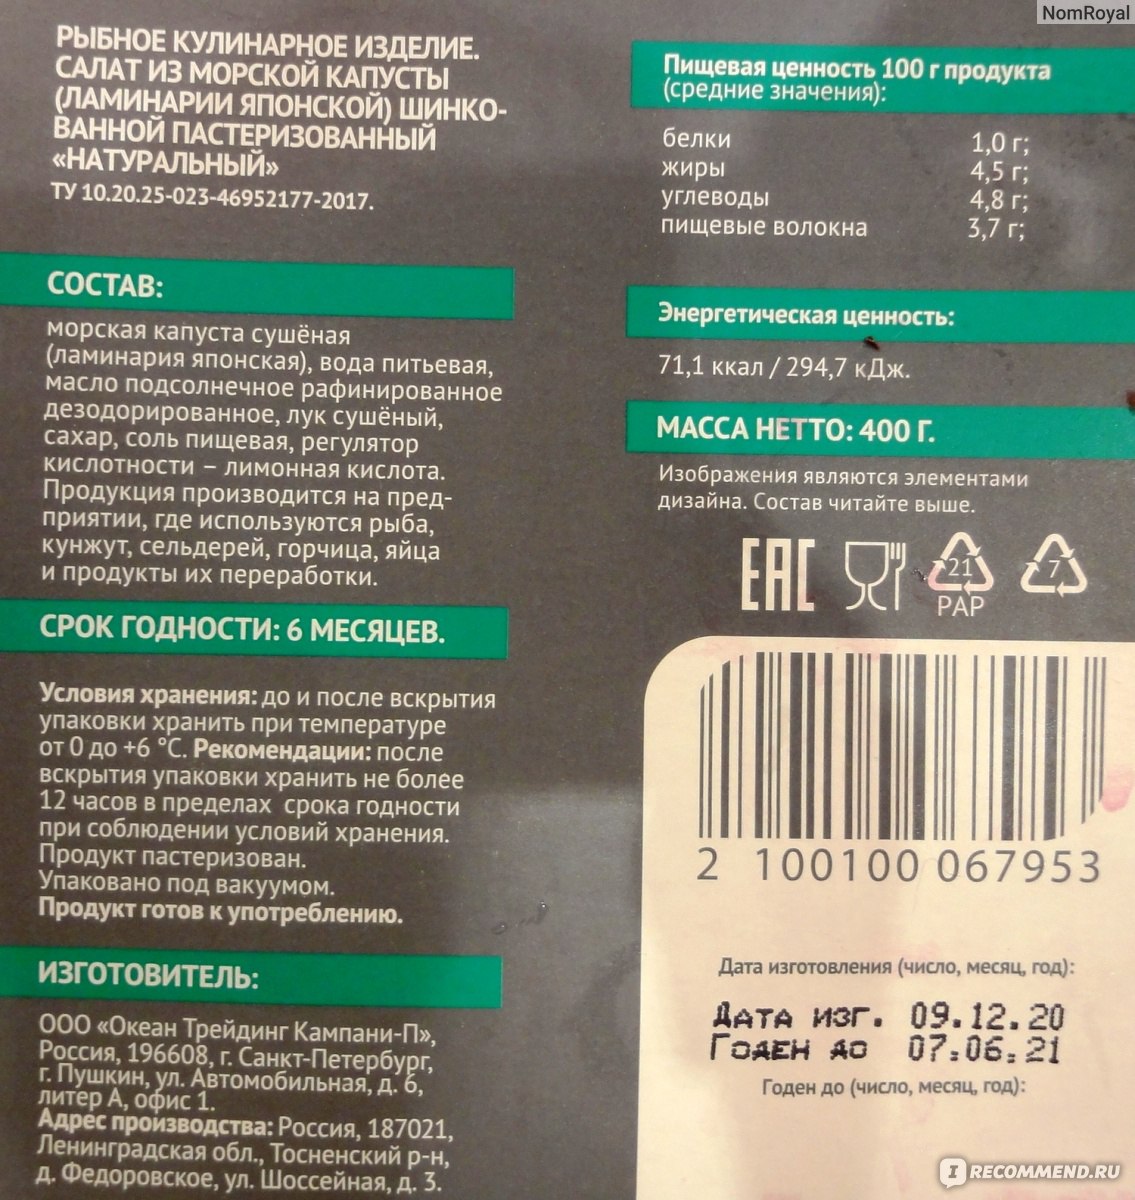 NomRoyal
РЫБНОЕ КУЛИНАРНОЕ ИЗДЕЛИЕ.
САЛАТ ИЗ МОРСКОЙ КАПУСТЫ
(ЛАМИНАРИИ ЯПОНСКОЙ) ШИНКО-
ВАННОЙ ПАСТЕРИЗОВАННЫЙ
«НАТУРАЛЬНЫЙ»
ТУ 10.20.25-023-46952177-2017.
СОСТАВ:
морская капуста сушёная
(ламинария японская), вода питьевая,
масло подсолнечное рафинированное
дезодорированное, лук сушёный,
сахар, соль пищевая, регулятор
кислотности – лимонная кислота.
Продукция производится на пред-
приятии, где используются рыба,
кунжут, сельдерей, горчица, яйца
и продукты их переработки.
СРОК ГОДНОСТИ: 6 МЕСЯЦЕВ.
Условия хранения: до и после вскрытия
упаковки хранить при температуре
от 0 до +6 °С. Рекомендации: после
вскрытия упаковки хранить не более
12 часов в пределах срока годности
при соблюдении условий хранения.
Продукт пастеризован.
Упаковано под вакуумом.
Продукт готов к употреблению.
ИЗГОТОВИТЕЛЬ:
ООО «Океан Трейдинг Кампани-П»,
Россия, 196608, г. Санкт-Петербург,
г. Пушкин, ул. Автомобильная, д. 6,
литер А, офис 1.
Адрес производства: Россия, 187021,
Ленинградская обл., Тосненский р-н,
д. Федоровское, ул. Шоссейная, д. 3.
Пищевая ценность 100 г продукта
(средние значения):
белки 1,0 г;
жиры 4,5 г;
углеводы 4,8 г;
пищевые волокна 3,7 г;
Энергетическая ценность:
71,1 ккал / 294,7 кДж.
МАССА НЕТТО: 400 Г.
Изображения являются элементами
дизайна. Состав читайте выше.
EAC
21
PAP
7
2 100100 067953
Дата изготовления (число, месяц, год):
ДАТА ИЗГ. 09.12.20
ГОДЕН ДО 07.06.21
Годен до (число, месяц, год):
IRECOMMEND.RU